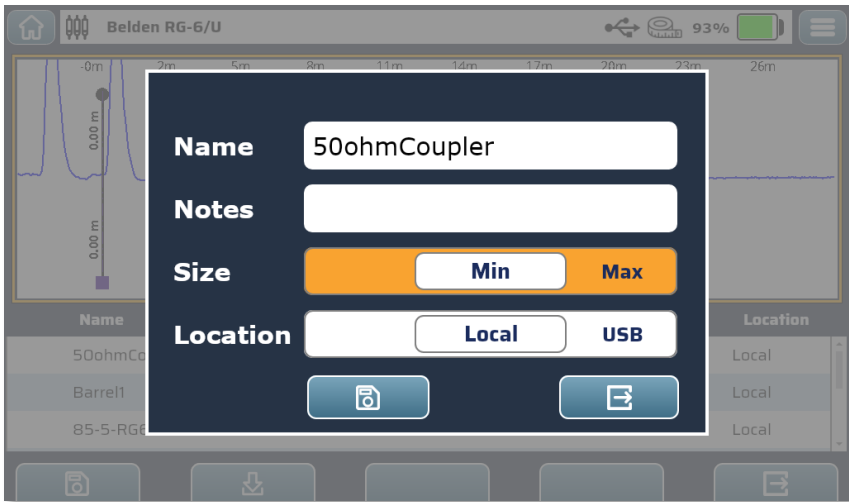 Belden RG-6/U 93%
-0m 2m 5m 8m 11m 14m 17m 20m 23m 26m
0.00 m
0.00 m
Name 50ohmCoupler
Notes
Size Min Max
Location Local USB
Name Location
50ohmCo Local
Barrel1 Local
85-5-RG6 Local